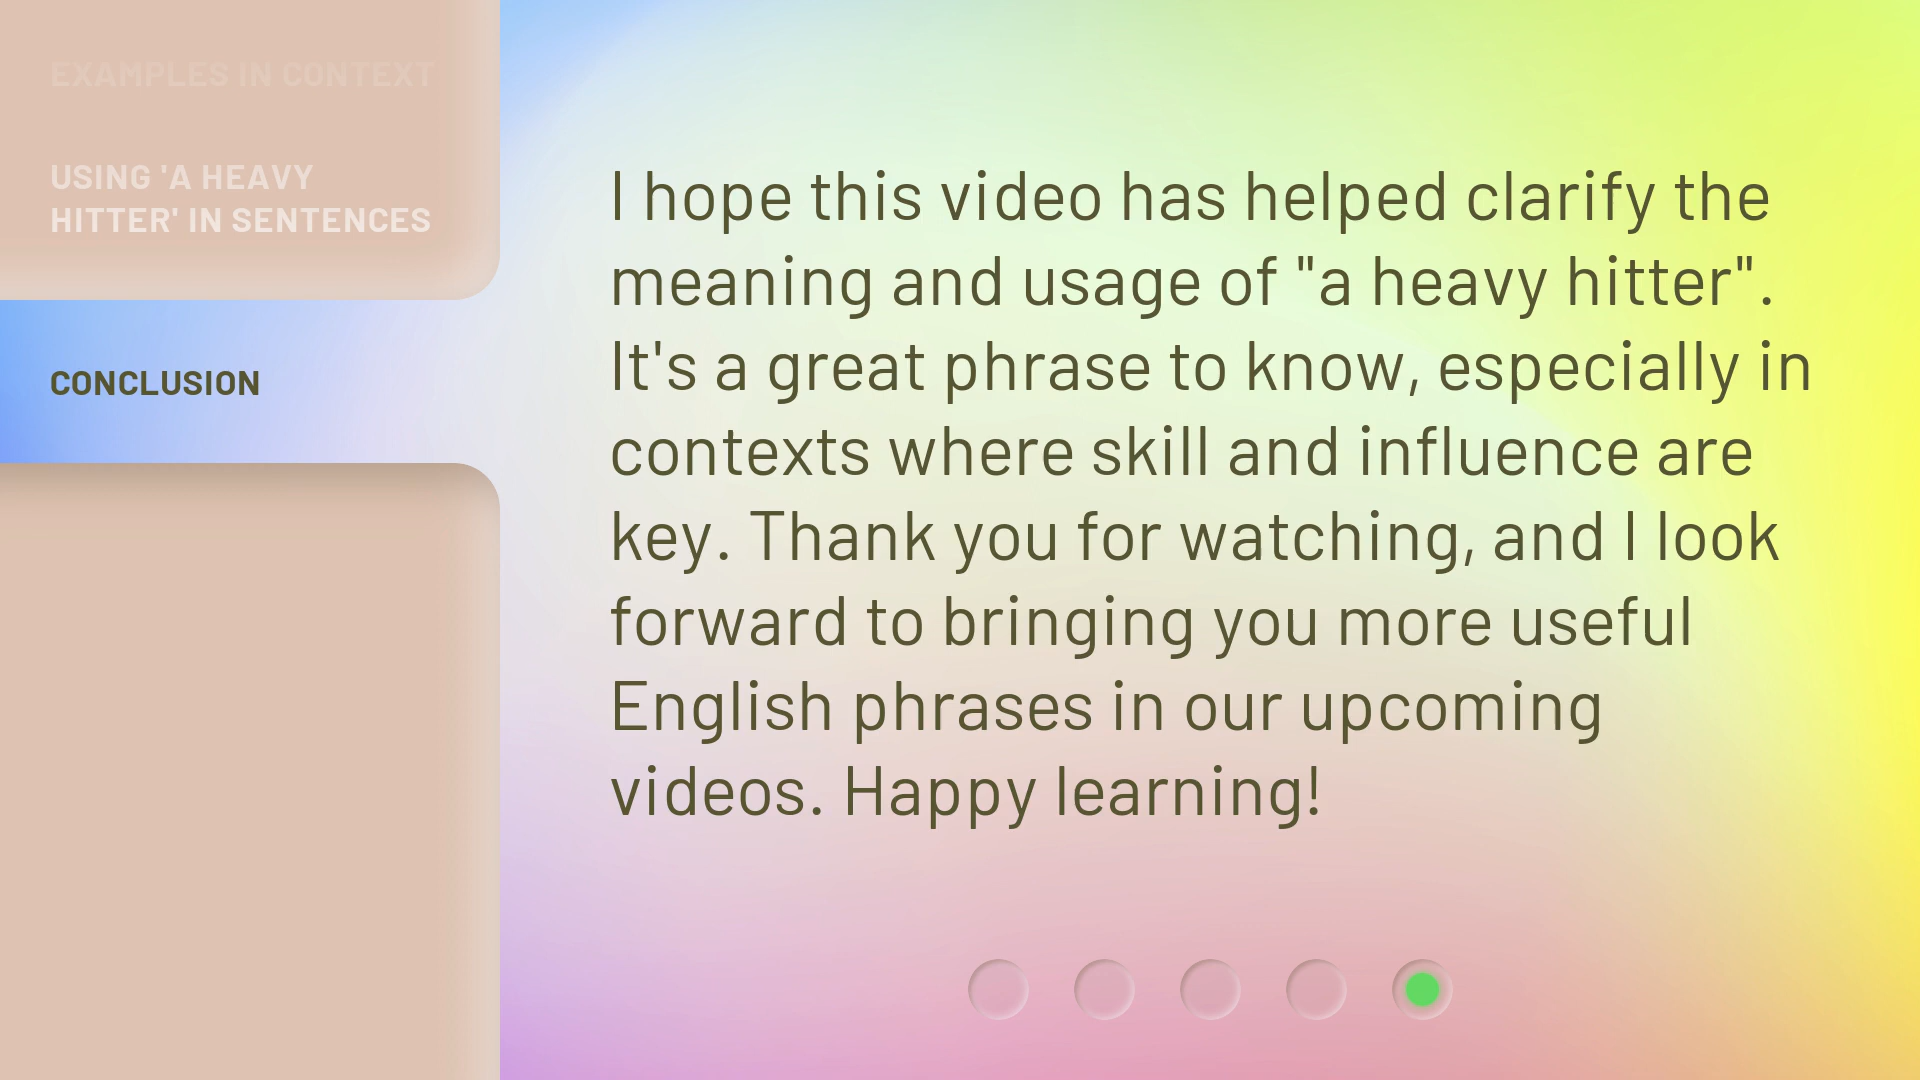 EXAMPLES IN CONTEXT
USING 'A HEAVY
HITTER' IN SENTENCES
CONCLUSION
I hope this video has helped clarify the
meaning and usage of "a heavy hitter".
It's a great phrase to know, especially in
contexts where skill and influence are
key. Thank you for watching, and I look
forward to bringing you more useful
English phrases in our upcoming
videos. Happy learning!